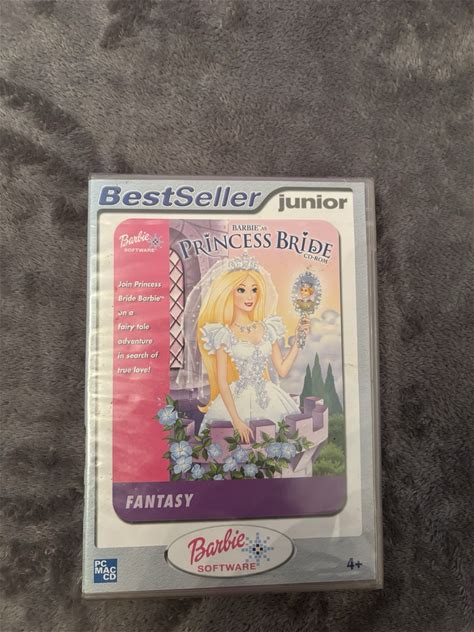 BestSeller junior
BARBIE™ AS
PRINCESS BRIDE
CD-ROM
Barbie
SOFTWARE
Join Princess
Bride Barbie™
on a
fairy tale
adventure
in search of
true love!
FANTASY
Barbie
SOFTWARE
PC
MAC
CD
4+